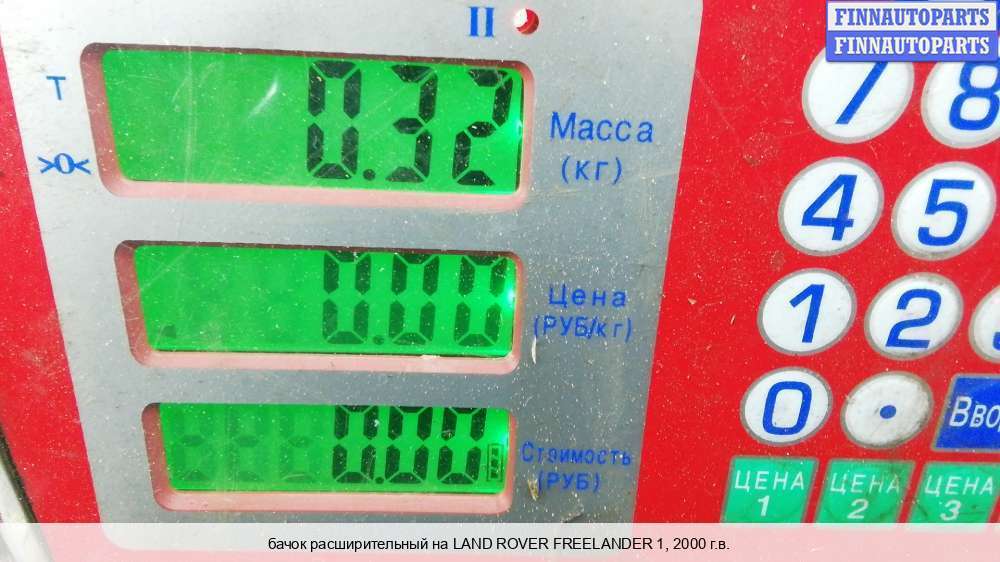 FINNAUTOPARTS
FINNAUTOPARTS
II
T
>0<
0.32
Масса
(кг)
0.00
Цена
(РУБ/кг)
0.00
Стоимость
(РУБ)
7 8
4 5
1 2
0 .
ЦЕНА 1
ЦЕНА 2
ЦЕНА 3
бачок расширительный на LAND ROVER FREELANDER 1, 2000 г.в.